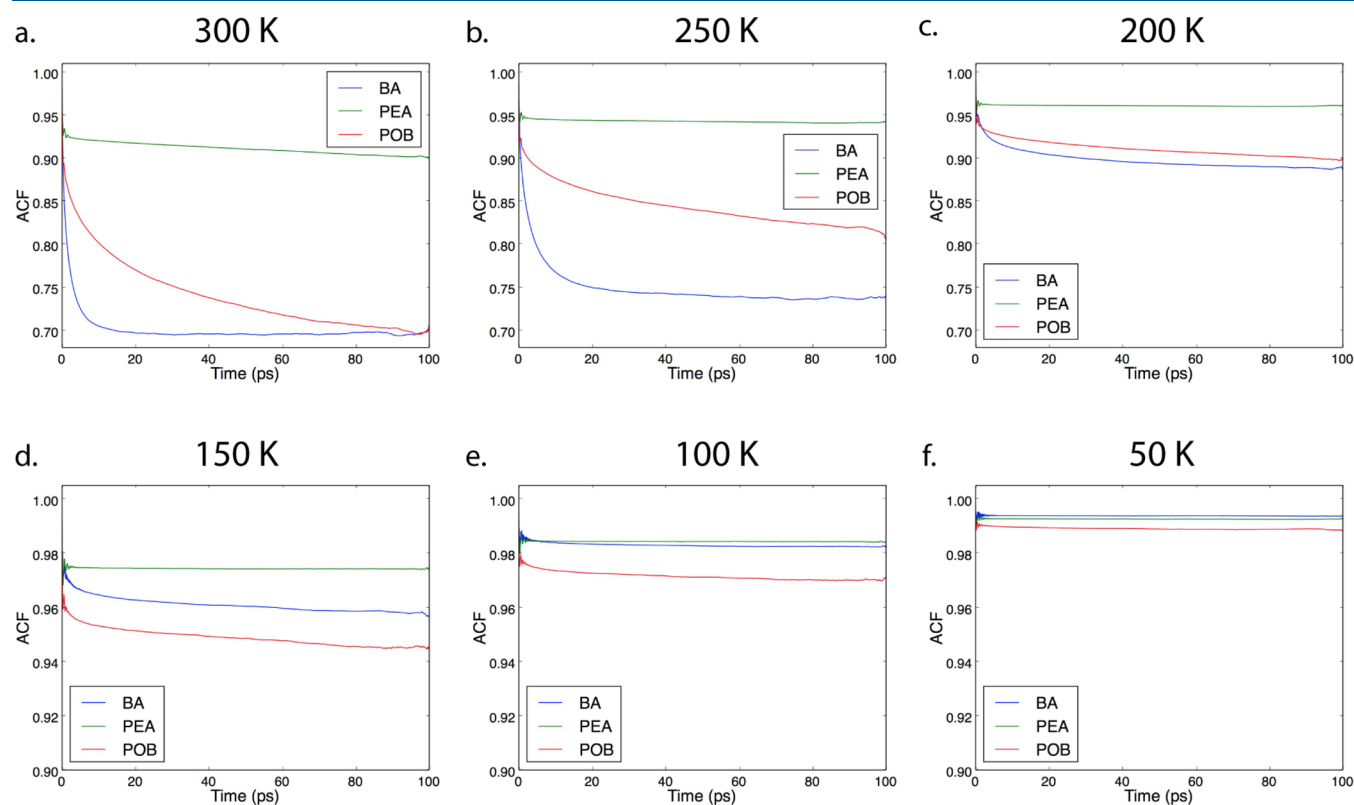 a. 300 K
b. 250 K
c. 200 K
1.00
0.95
0.90
0.85
0.80
0.75
0.70
ACF
BA
PEA
POB
0 20 40 60 80 100
Time (ps)
1.00
0.95
0.90
0.85
0.80
0.75
0.70
ACF
BA
PEA
POB
0 20 40 60 80 100
Time (ps)
1.00
0.95
0.90
0.85
0.80
0.75
0.70
ACF
BA
PEA
POB
0 20 40 60 80 100
Time (ps)
d. 150 K
e. 100 K
f. 50 K
1.00
0.98
0.96
0.94
0.92
0.90
ACF
BA
PEA
POB
0 20 40 60 80 100
Time (ps)
1.00
0.98
0.96
0.94
0.92
0.90
ACF
BA
PEA
POB
0 20 40 60 80 100
Time (ps)
1.00
0.98
0.96
0.94
0.92
0.90
ACF
BA
PEA
POB
0 20 40 60 80 100
Time (ps)